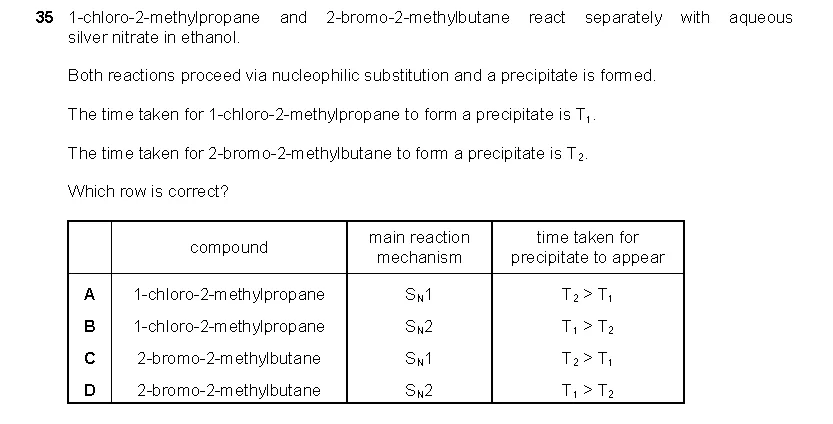 35 1-chloro-2-methylpropane and 2-bromo-2-methylbutane react separately with aqueous
silver nitrate in ethanol.
Both reactions proceed via nucleophilic substitution and a precipitate is formed.
The time taken for 1-chloro-2-methylpropane to form a precipitate is T₁.
The time taken for 2-bromo-2-methylbutane to form a precipitate is T₂.
Which row is correct?
compound main reaction mechanism time taken for precipitate to appear
A 1-chloro-2-methylpropane Sɴ1 T₂ > T₁
B 1-chloro-2-methylpropane Sɴ2 T₁ > T₂
C 2-bromo-2-methylbutane Sɴ1 T₂ > T₁
D 2-bromo-2-methylbutane Sɴ2 T₁ > T₂